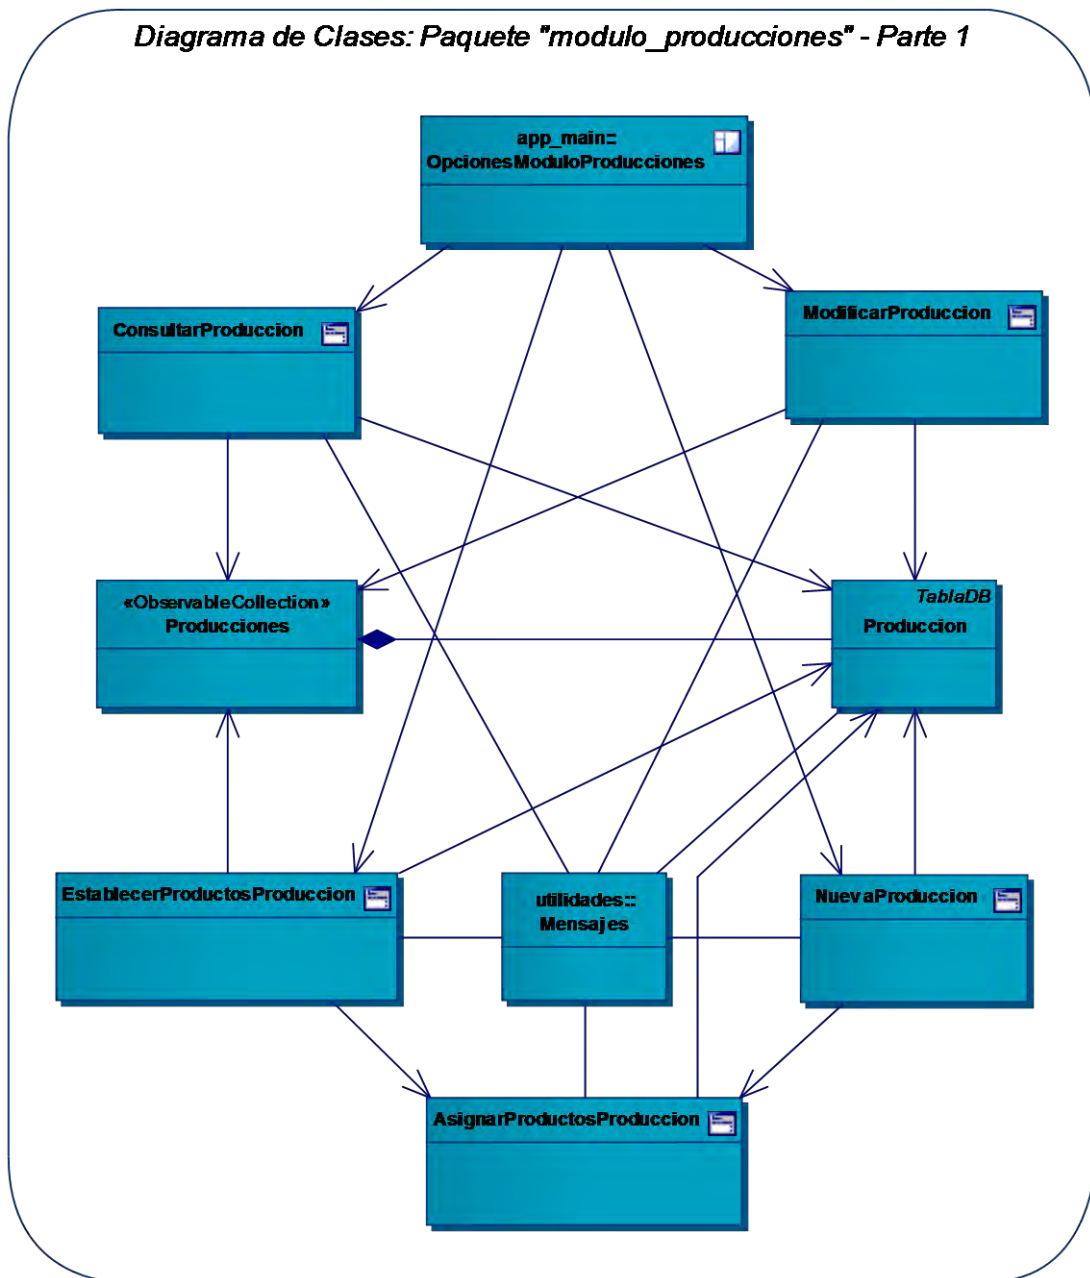 Diagrama de Clases: Paquete "modulo_producciones" - Parte 1
app_main::
OpcionesModuloProducciones
ConsultarProduccion
ModificarProduccion
«ObservableCollection»
Producciones
TablaDB
Produccion
EstablecerProductosProduccion
utilidades::
Mensajes
NuevaProduccion
AsignarProductosProduccion